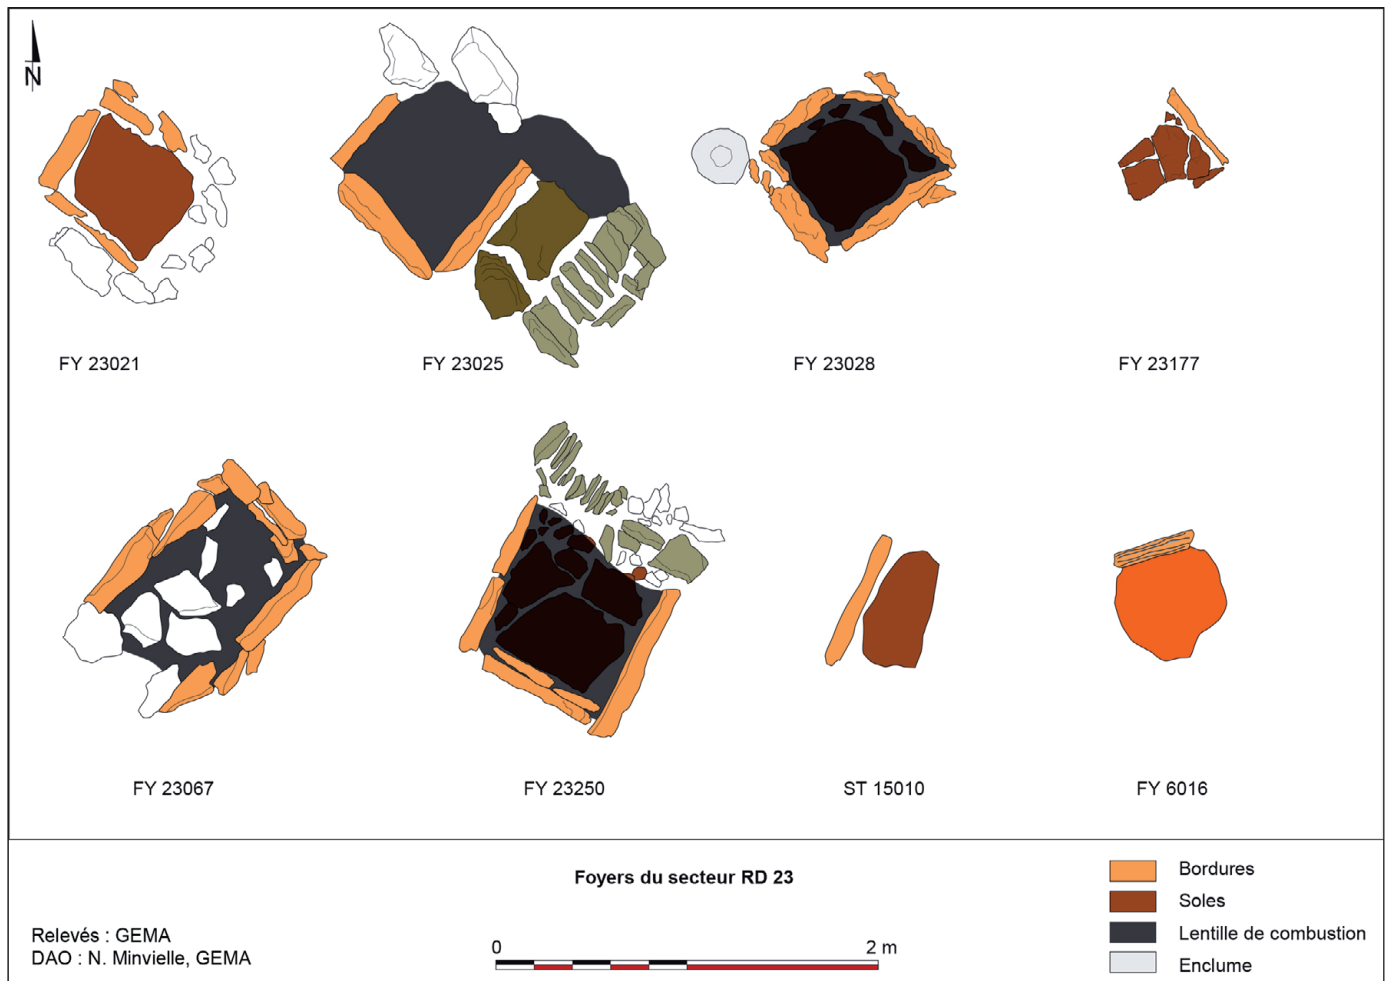 N
FY 23021
FY 23025
FY 23028
FY 23177
FY 23067
FY 23250
ST 15010
FY 6016
Foyers du secteur RD 23
Relevés : GEMA
DAO : N. Minvielle, GEMA
0 2 m
Bordures
Soles
Lentille de combustion
Enclume